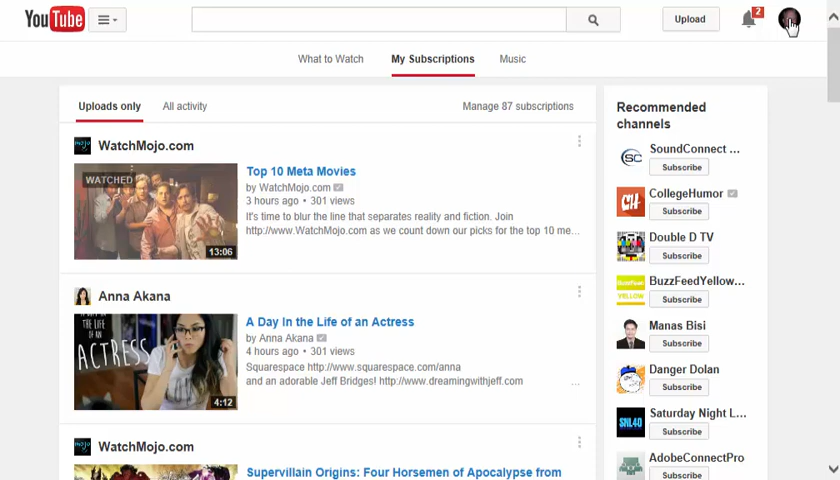 YouTube
Upload
2
What to Watch
My Subscriptions
Music
Uploads only
All activity
Manage 87 subscriptions
WatchMojo.com
WATCHED
13:06
Top 10 Meta Movies
by WatchMojo.com
3 hours ago • 301 views
It's time to blur the line that separates reality and fiction. Join
http://www.WatchMojo.com as we count down our picks for the top 10 me...
Anna Akana
A DAY IN THE
LIFE OF AN
ACTRESS
4:12
A Day In the Life of an Actress
by Anna Akana
4 hours ago • 301 views
Squarespace http://www.squarespace.com/anna
and an adorable Jeff Bridges! http://www.dreamingwithjeff.com
...
WatchMojo.com
Supervillain Origins: Four Horsemen of Apocalypse from
Recommended
channels
SoundConnect ...
Subscribe
CollegeHumor
Subscribe
Double D TV
Subscribe
BuzzFeedYellow...
Subscribe
Manas Bisi
Subscribe
Danger Dolan
Subscribe
Saturday Night L...
Subscribe
AdobeConnectPro
Subscribe